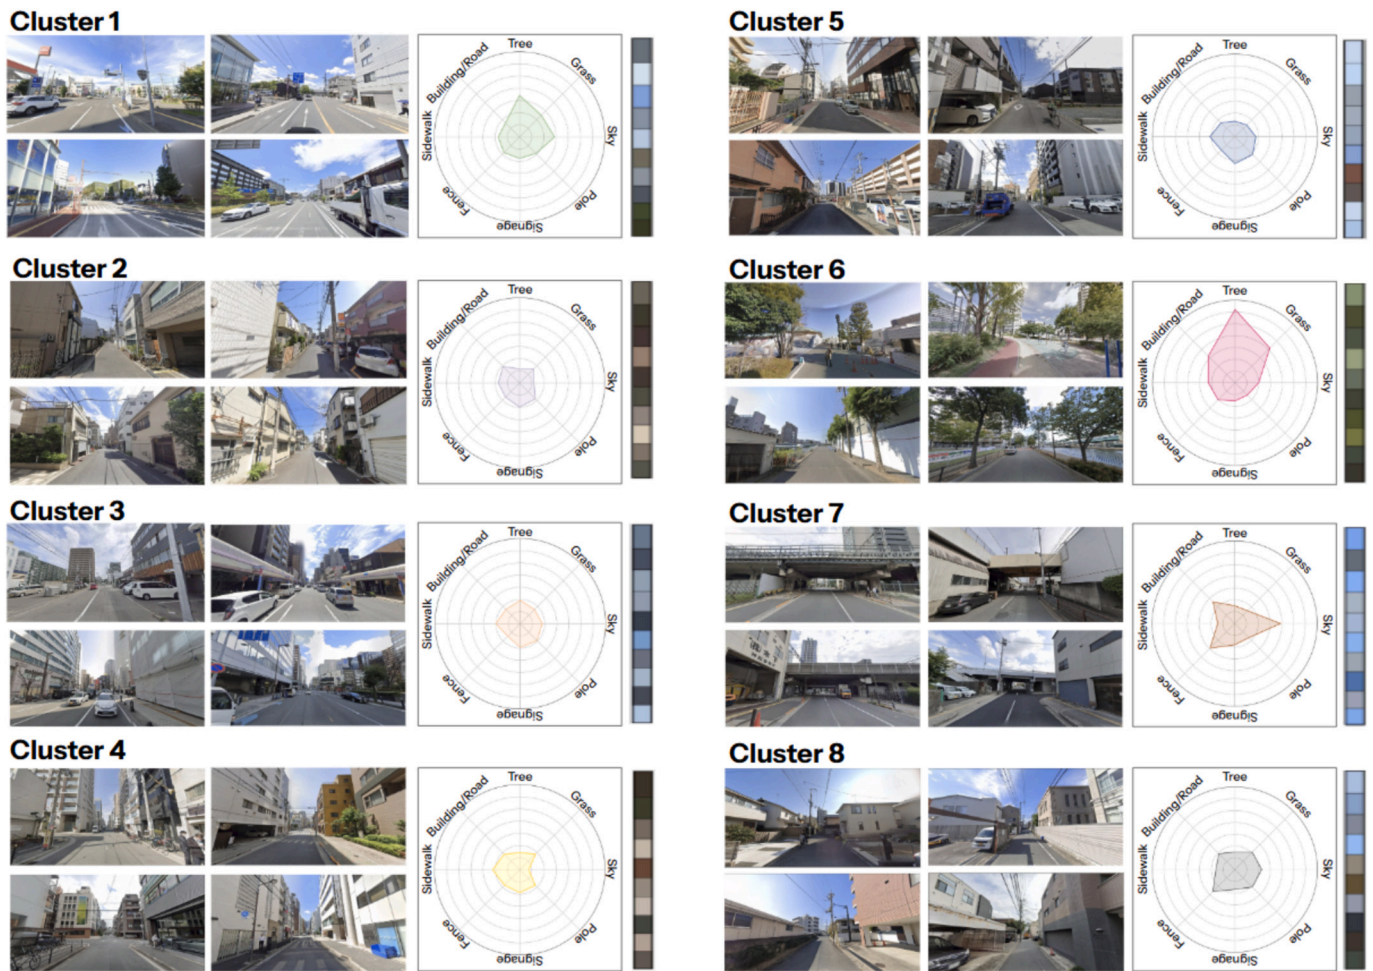 Cluster 1
Tree
Grass
Sky
Pole
Signage
Fence
Sidewalk
Building/Road
Cluster 2
Tree
Grass
Sky
Pole
Signage
Fence
Sidewalk
Building/Road
Cluster 3
Tree
Grass
Sky
Pole
Signage
Fence
Sidewalk
Building/Road
Cluster 4
Tree
Grass
Sky
Pole
Signage
Fence
Sidewalk
Building/Road
Cluster 5
Tree
Grass
Sky
Pole
Signage
Fence
Sidewalk
Building/Road
Cluster 6
Tree
Grass
Sky
Pole
Signage
Fence
Sidewalk
Building/Road
Cluster 7
Tree
Grass
Sky
Pole
Signage
Fence
Sidewalk
Building/Road
Cluster 8
Tree
Grass
Sky
Pole
Signage
Fence
Sidewalk
Building/Road